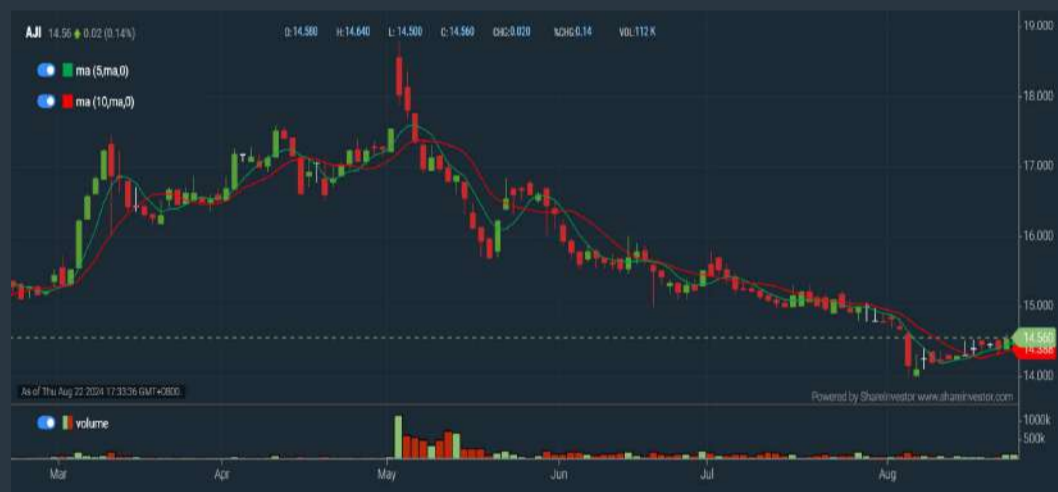 AJI 14.56 0.02 (0.14%)
O:14.580 H:14.640 L:14.500 C:14.560 CHG:0.020 %CHG:0.14 VOL:112 K
ma (5,ma,0)
ma (10,ma,0)
19.000
18.000
17.000
16.000
15.000
14.560
14.388
14.000
As of Thu Aug 22 2024 17:33:36 GMT+0800.
Powered by ShareInvestor www.shareinvestor.com
volume
1000k
500k
Mar Apr May Jun Jul Aug